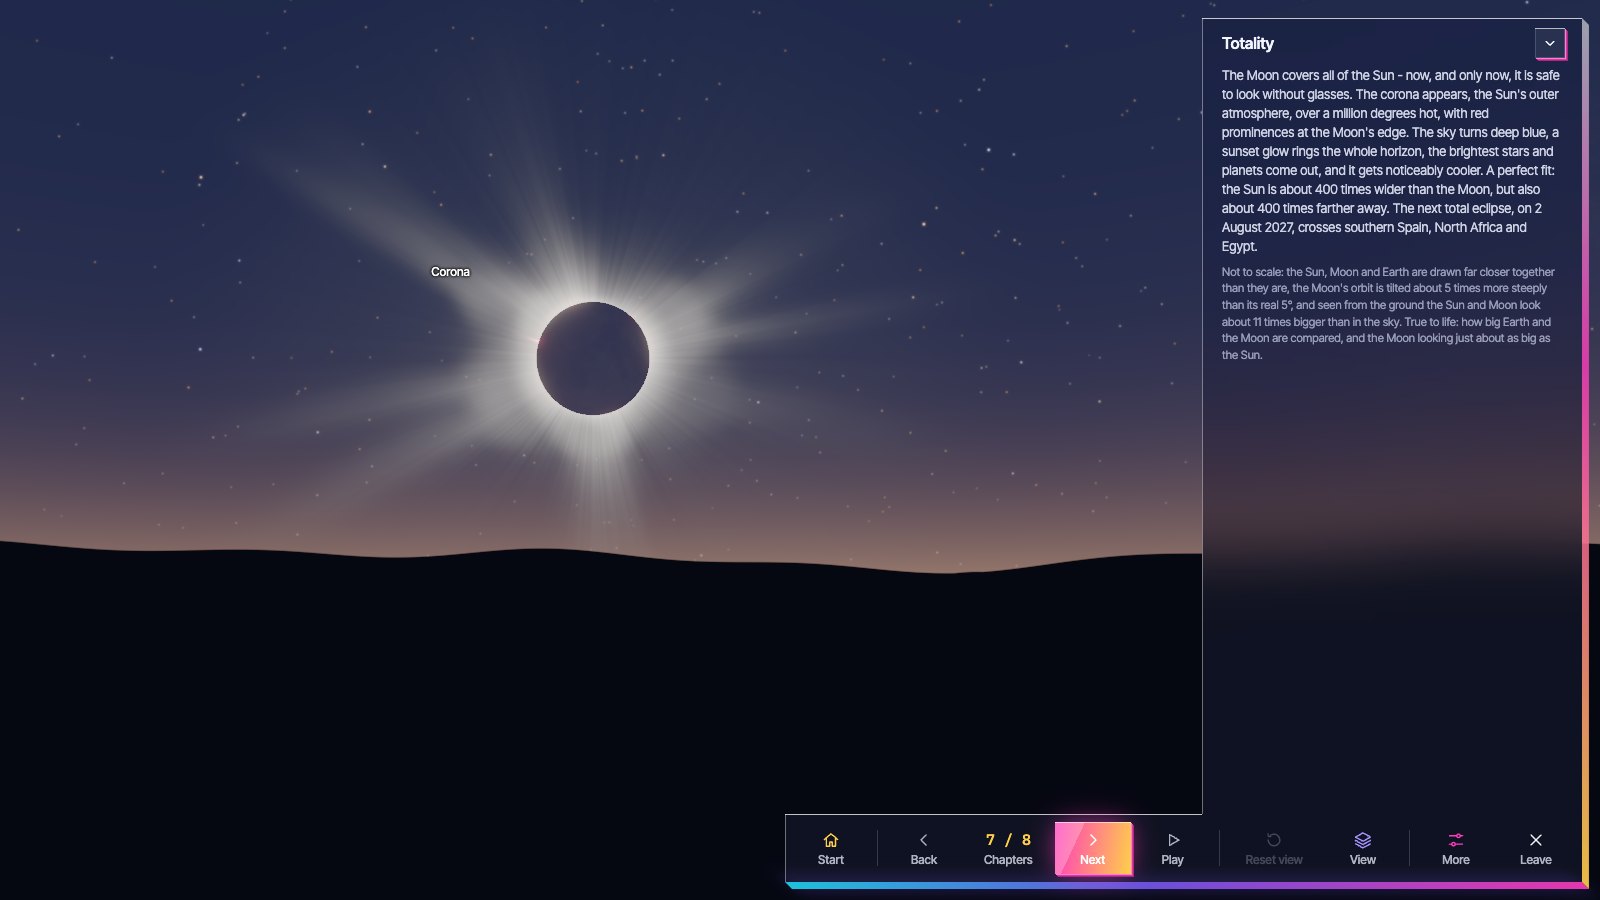 Totality
The Moon covers all of the Sun - now, and only now, it is safe
to look without glasses. The corona appears, the Sun's outer
atmosphere, over a million degrees hot, with red
prominences at the Moon's edge. The sky turns deep blue, a
sunset glow rings the whole horizon, the brightest stars and
planets come out, and it gets noticeably cooler. A perfect fit:
the Sun is about 400 times wider than the Moon, but also
about 400 times farther away. The next total eclipse, on 2
August 2027, crosses southern Spain, North Africa and
Egypt.
Not to scale: the Sun, Moon and Earth are drawn far closer together
than they are, the Moon's orbit is tilted about 5 times more steeply
than its real 5°, and seen from the ground the Sun and Moon look
about 11 times bigger than in the sky. True to life: how big Earth and
the Moon are compared, and the Moon looking just about as big as
the Sun.
Corona
7 / 8
Start
Back
Chapters
Next
Play
Reset view
View
More
Leave